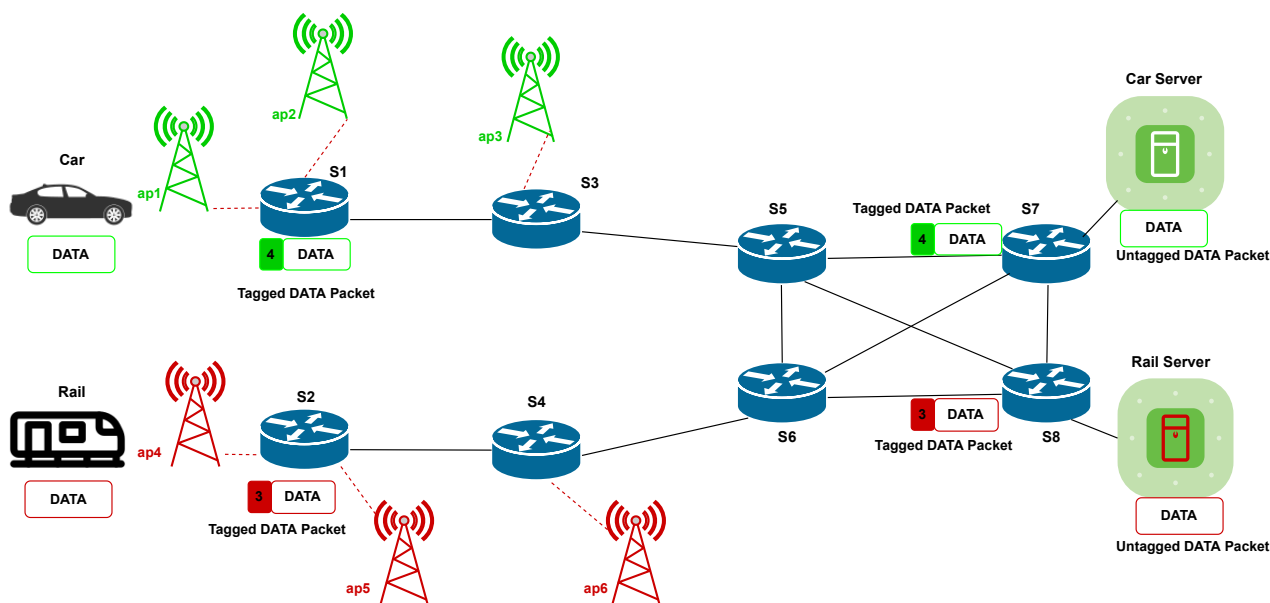 Car Server
ap2
ap3
Car
S1
ap1
S3
Tagged DATA Packet
S5
S7
DATA
4 DATA
4 DATA
DATA
Untagged DATA Packet
Tagged DATA Packet
Rail Server
Rail
S2
S4
3 DATA
S6
S8
Tagged DATA Packet
ap4
DATA
3 DATA
DATA
Tagged DATA Packet
Untagged DATA Packet
ap5
ap6